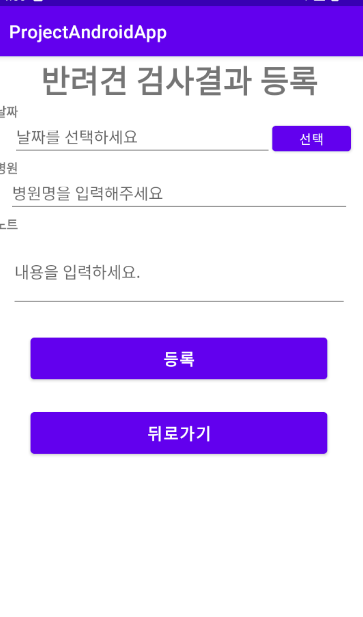 ProjectAndroidApp
반려견 검사결과 등록
날짜
날짜를 선택하세요 선택
병원
병원명을 입력해주세요
노트
내용을 입력하세요.
등록
뒤로가기